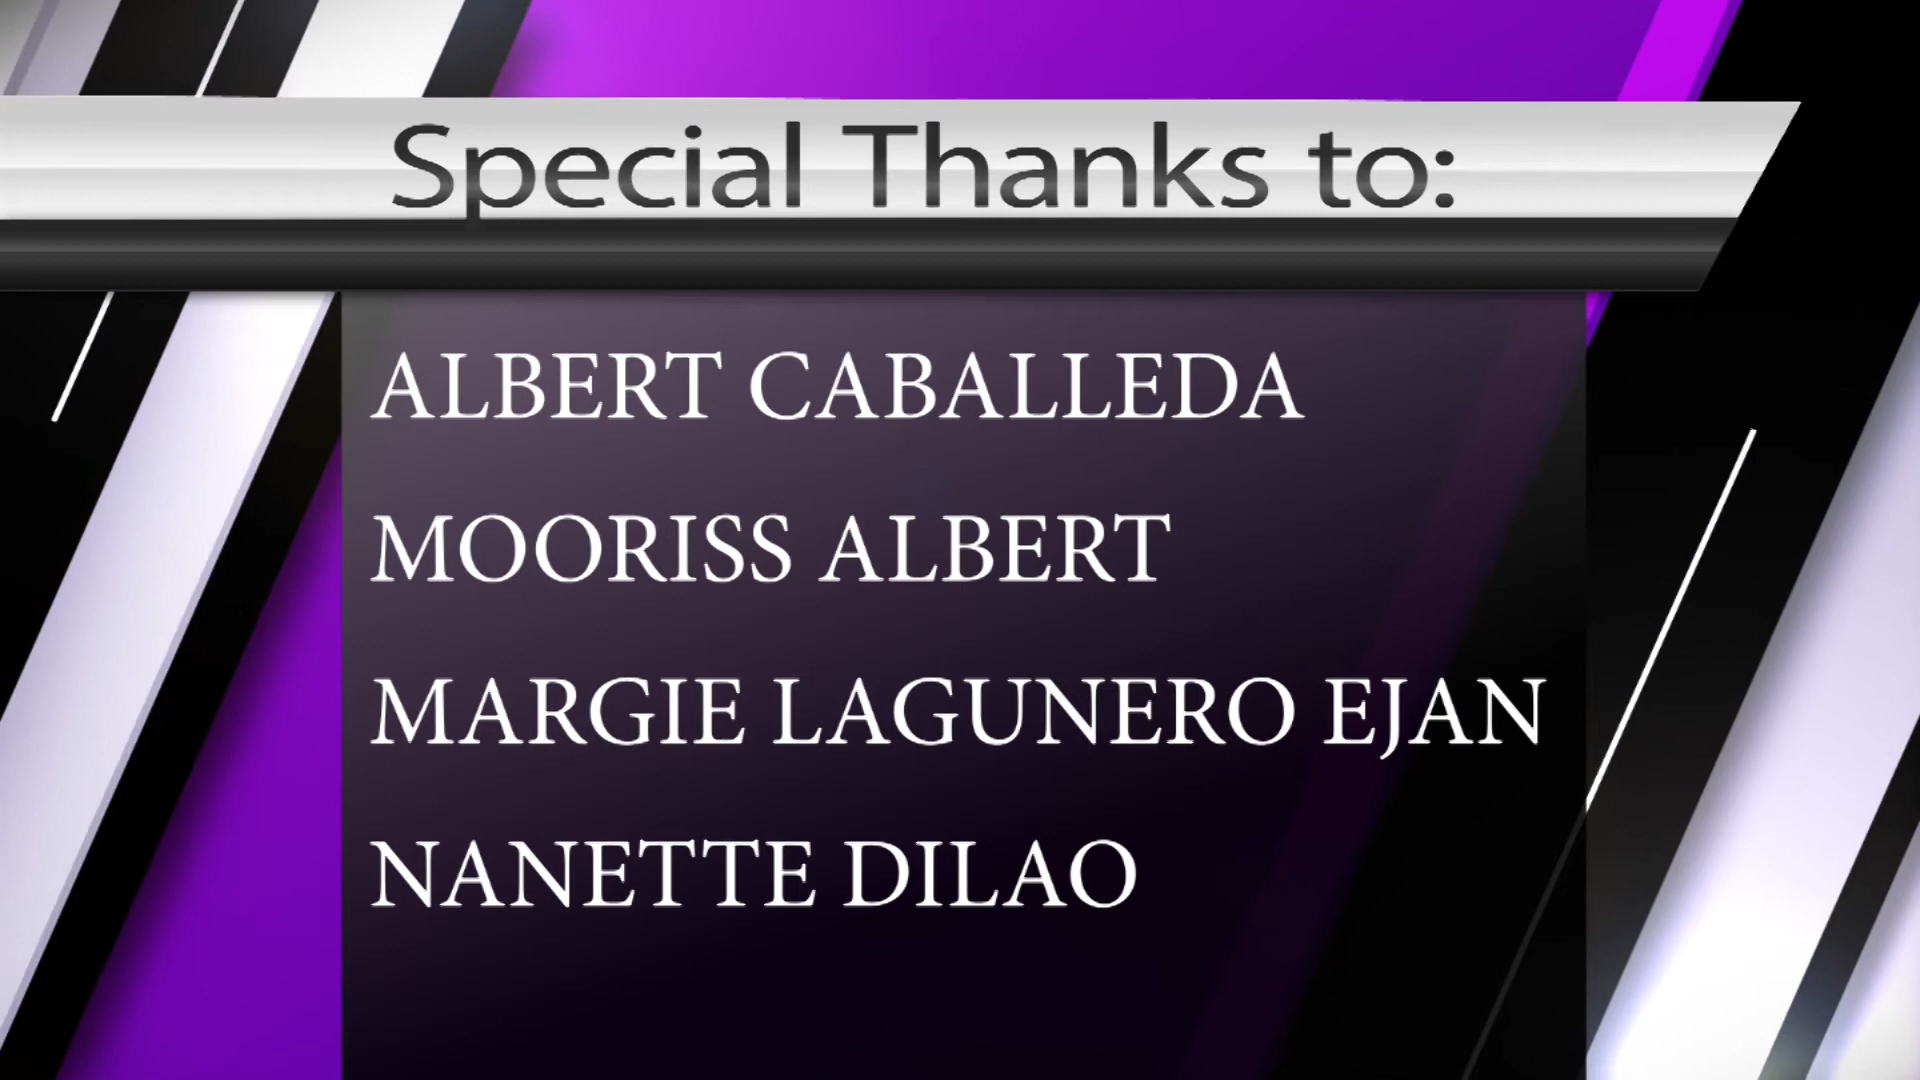 Special Thanks to:
ALBERT CABALLEDA
MOORISS ALBERT
MARGIE LAGUNERO EJAN
NANETTE DILAO